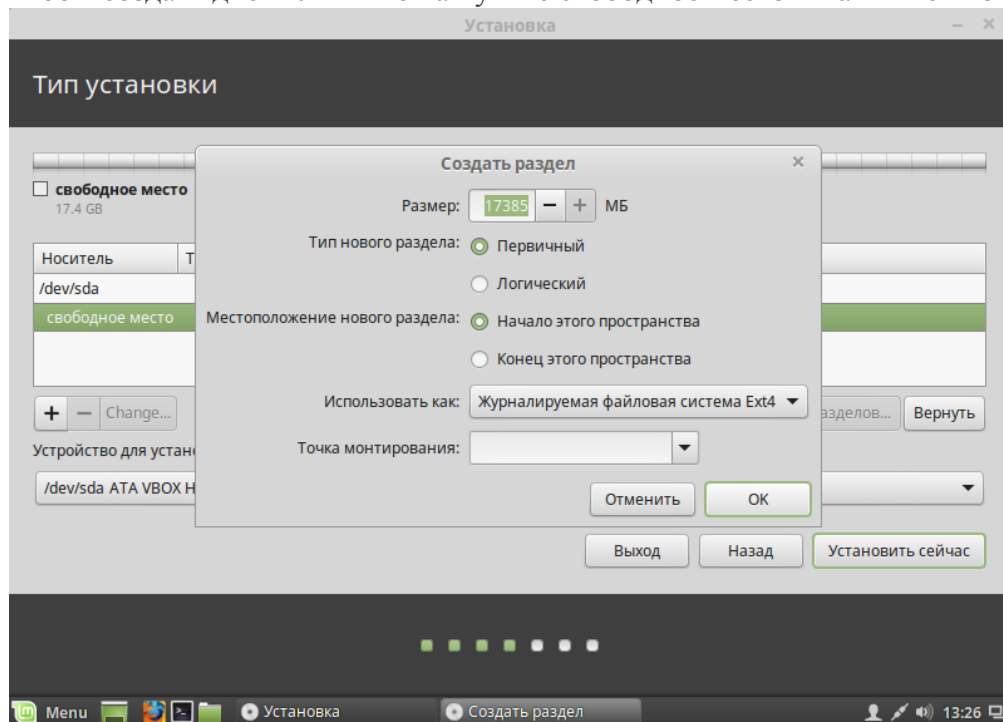 Установка
Тип установки
свободное место
17.4 GB
Создать раздел
Размер: 17385 МБ
Тип нового раздела: Первичный
Логический
Местоположение нового раздела: Начало этого пространства
Конец этого пространства
Использовать как: Журналируемая файловая система Ext4
Точка монтирования:
Отменить OK
Носитель Т
/dev/sda
свободное место
+ − Change... азделов... Вернуть
Устройство для устан
/dev/sda ATA VBOX H
Выход Назад Установить сейчас
Menu Установка Создать раздел 13:26